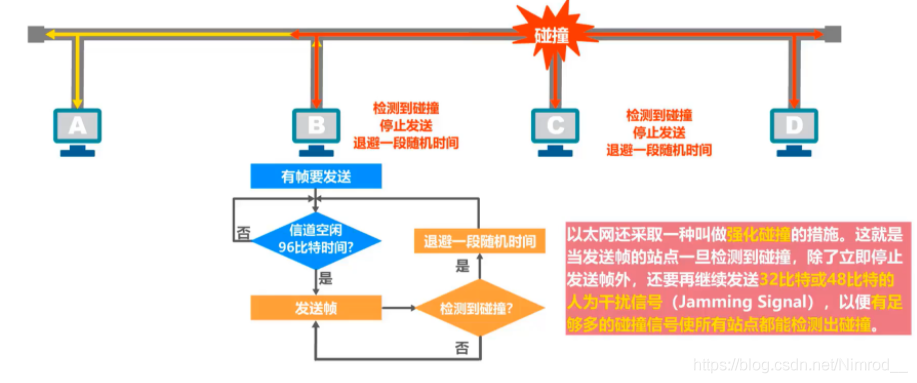 碰撞
A
B
C
D
检测到碰撞
停止发送
退避一段随机时间
检测到碰撞
停止发送
退避一段随机时间
有帧要发送
否
信道空闲
96比特时间?
退避一段随机时间
是
是
发送帧
检测到碰撞?
否
以太网还采取一种叫做强化碰撞的措施。这就是
当发送帧的站点一旦检测到碰撞，除了立即停止
发送帧外，还要再继续发送32比特或48比特的
人为干扰信号（Jamming Signal），以便有足
够多的碰撞信号使所有站点都能检测出碰撞。
https://blog.csdn.net/Nimrod__